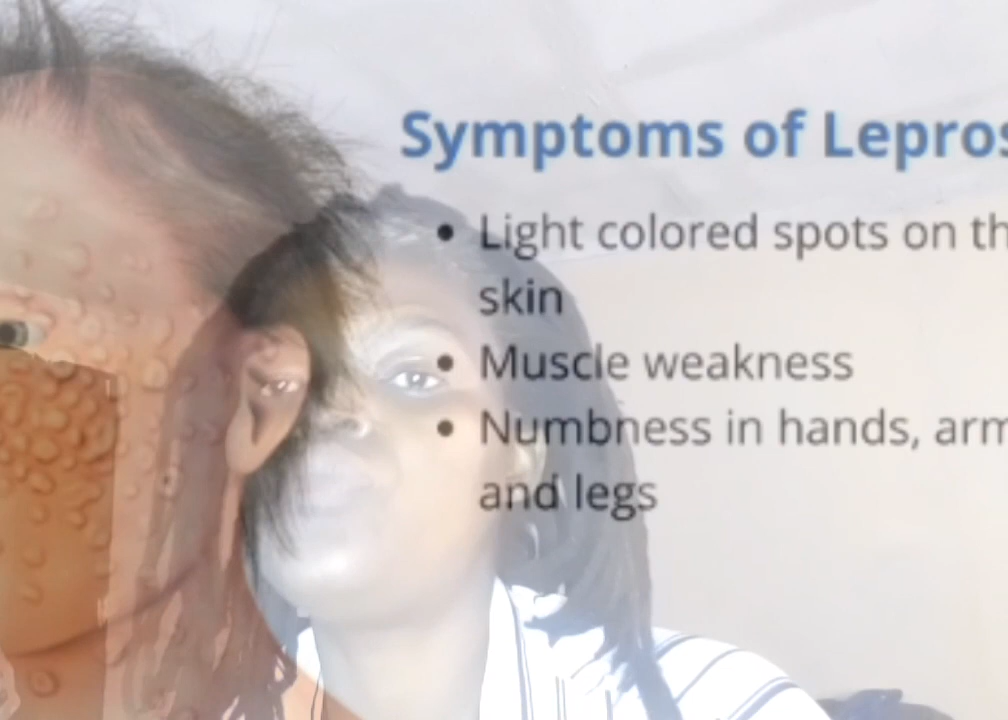 Symptoms of Lepros
• Light colored spots on th
skin
• Muscle weakness
• Numbness in hands, arm
and legs